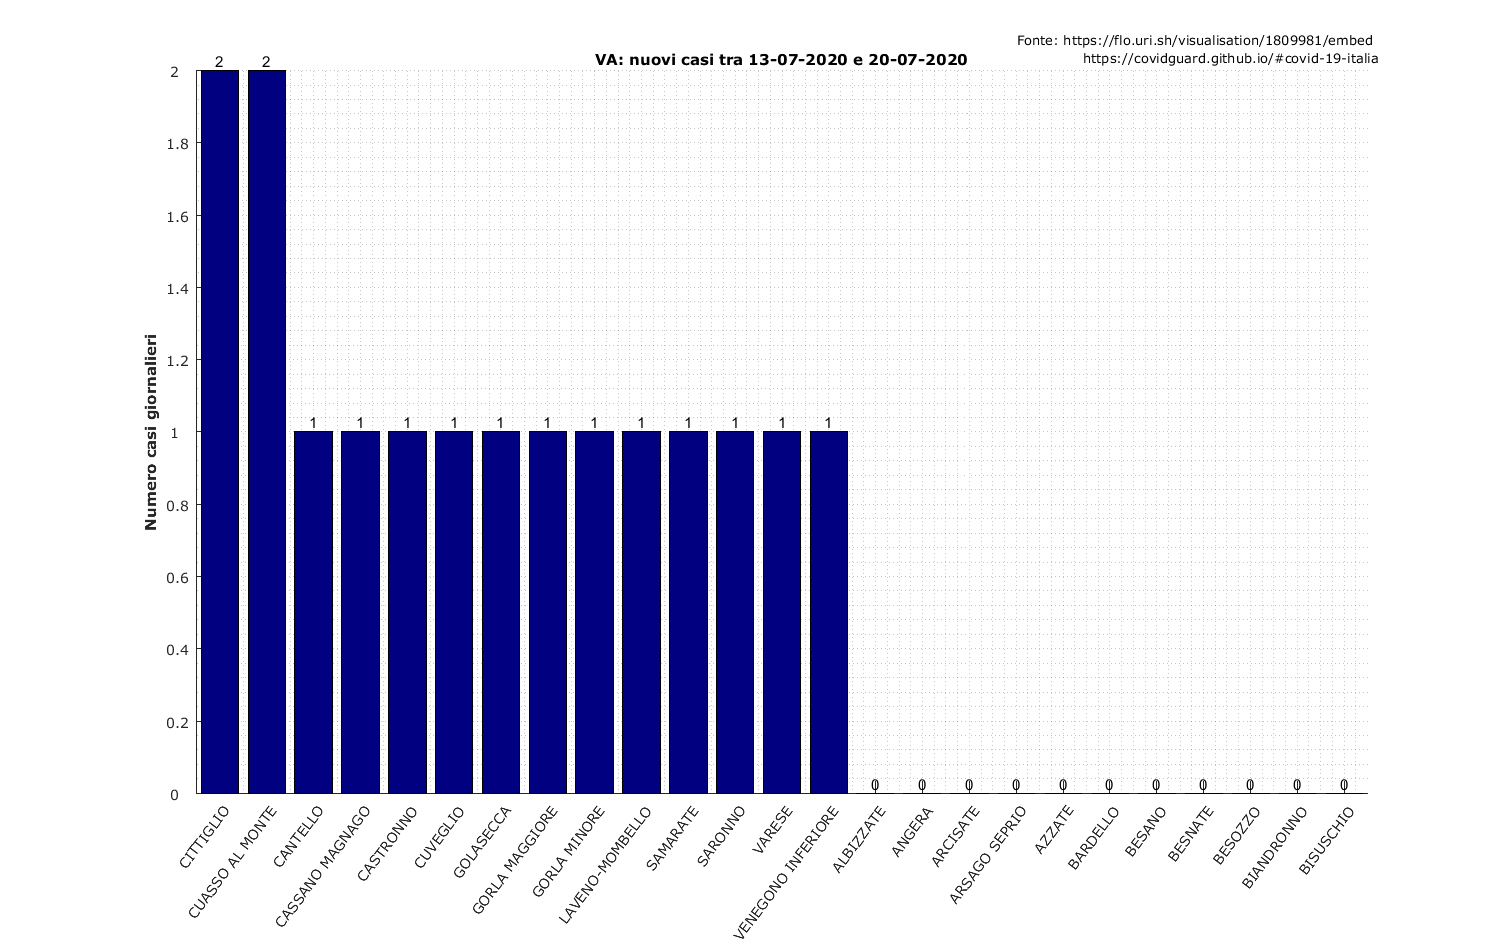 Fonte: https://flo.uri.sh/visualisation/1809981/embed
https://covidguard.github.io/#covid-19-italia
VA: nuovi casi tra 13-07-2020 e 20-07-2020
Numero casi giornalieri
2
1.8
1.6
1.4
1.2
1
0.8
0.6
0.4
0.2
0
2
2
1
1
1
1
1
1
1
1
1
1
1
1
0
0
0
0
0
0
0
0
0
0
0
CITTIGLIO
CUASSO AL MONTE
CANTELLO
CASSANO MAGNAGO
CASTRONNO
CUVEGLIO
GOLASECCA
GORLA MAGGIORE
GORLA MINORE
LAVENO-MOMBELLO
SAMARATE
SARONNO
VARESE
VENEGONO INFERIORE
ALBIZZATE
ANGERA
ARCISATE
ARSAGO SEPRIO
AZZATE
BARDELLO
BESANO
BESNATE
BESOZZO
BIANDRONNO
BISUSCHIO